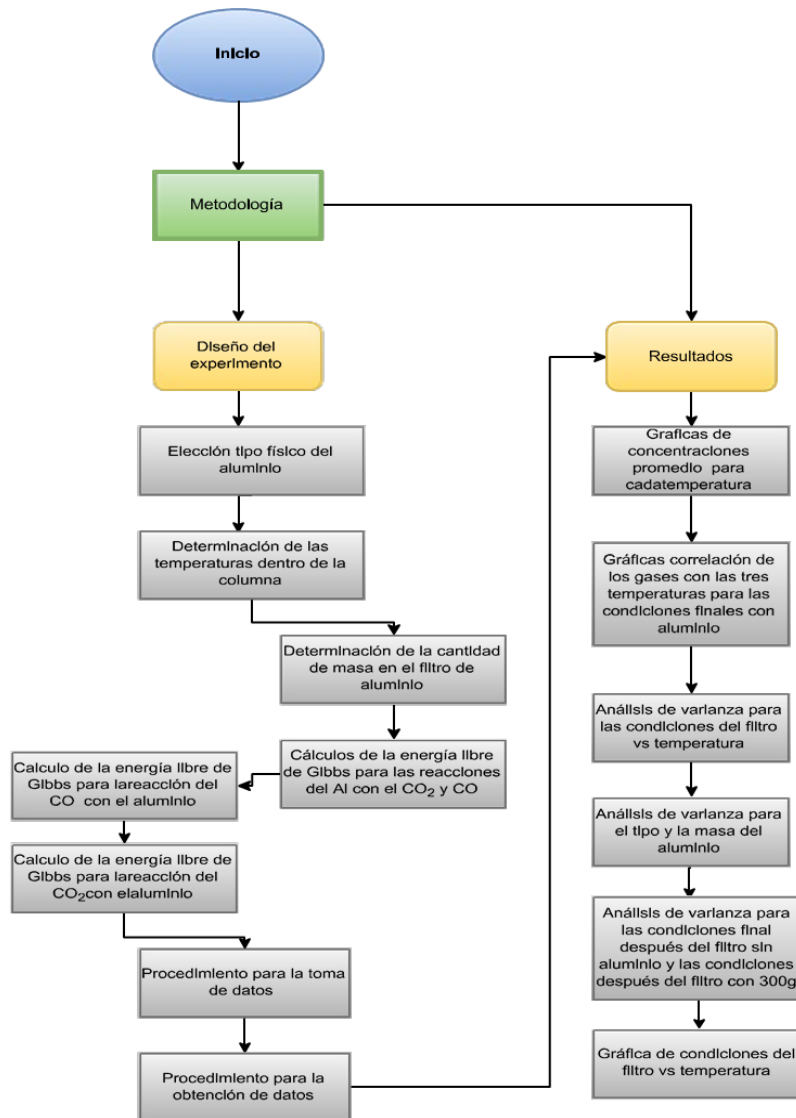 Inicio
Metodología
Diseño del
experimento
Elección tipo físico del
aluminio
Determinación de las
temperaturas dentro de la
columna
Determinación de la cantidad
de masa en el filtro de
aluminio
Cálculos de la energía libre
de Gibbs para las reacciones
del Al con el CO₂ y CO
Calculo de la energía libre de
Gibbs para lareacción del
CO con el aluminio
Calculo de la energía libre de
Gibbs para lareacción del
CO₂con elaluminio
Procedimiento para la toma
de datos
Procedimiento para la
obtención de datos
Resultados
Graficas de
concentraciones
promedio para
cadatemperatura
Gráficas correlación de
los gases con las tres
temperaturas para las
condiciones finales con
aluminio
Análisis de varianza para
las condiciones del filtro
vs temperatura
Análisis de varianza para
el tipo y la masa del
aluminio
Análisis de varianza para
las condiciones final
después del filtro sin
aluminio y las condiciones
después del filtro con 300g
Gráfica de condiciones del
filtro vs temperatura